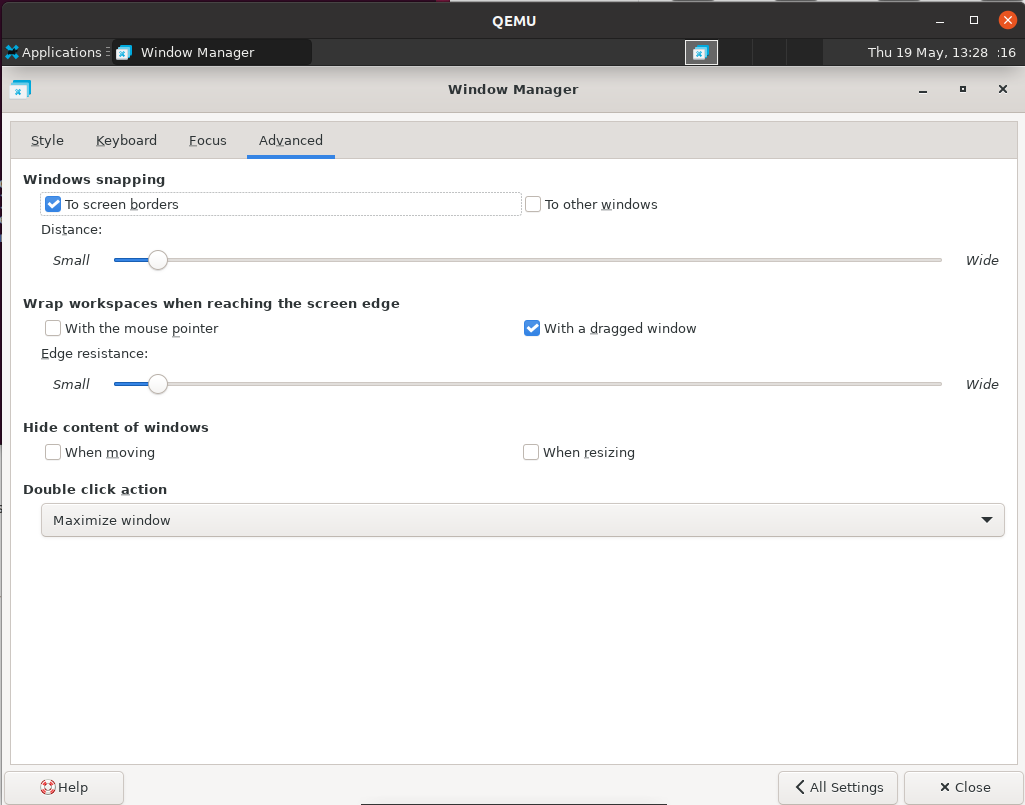 QEMU
Applications Window Manager Thu 19 May, 13:28 :16
Window Manager
Style Keyboard Focus Advanced
Windows snapping
To screen borders To other windows
Distance:
Small Wide
Wrap workspaces when reaching the screen edge
With the mouse pointer With a dragged window
Edge resistance:
Small Wide
Hide content of windows
When moving When resizing
Double click action
Maximize window
Help All Settings Close